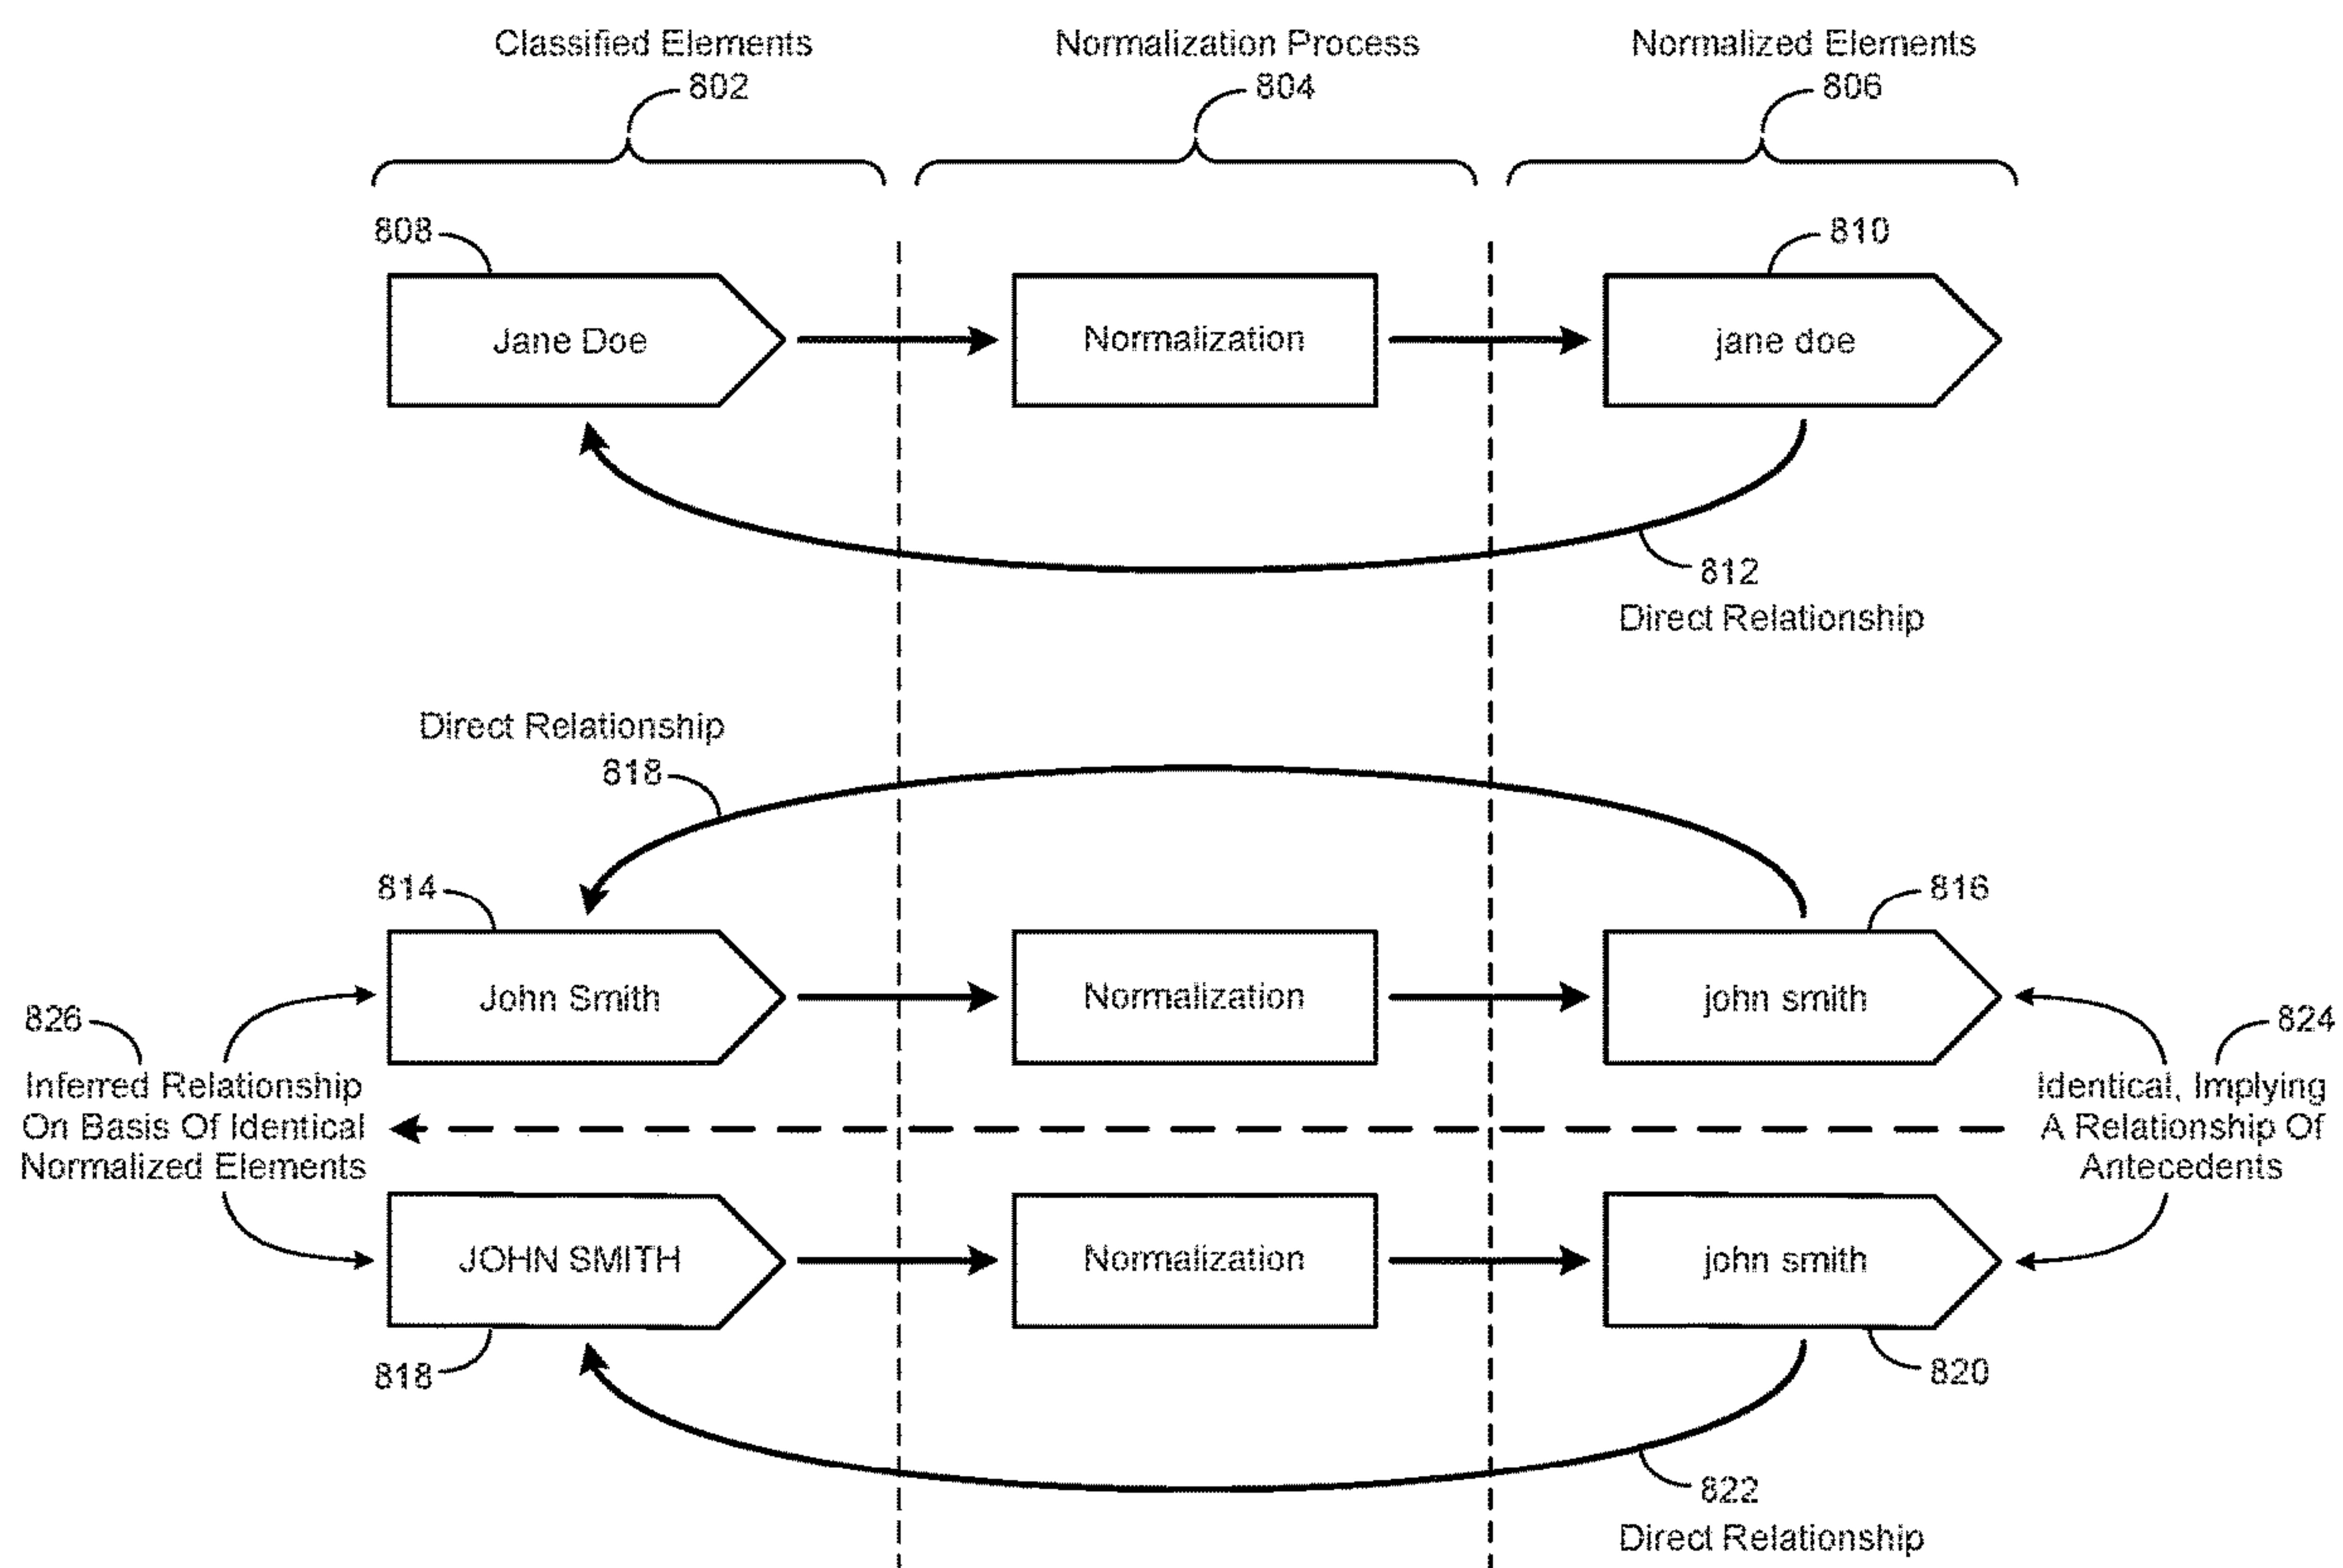 Classified Elements
802
Normalization Process
804
Normalized Elements
806
808
810
Jane Doe
Normalization
jane doe
812
Direct Relationship
Direct Relationship
818
814
816
John Smith
Normalization
john smith
826
824
Inferred Relationship
On Basis Of Identical
Normalized Elements
Identical, Implying
A Relationship Of
Antecedents
JOHN SMITH
Normalization
john smith
818
820
822
Direct Relationship